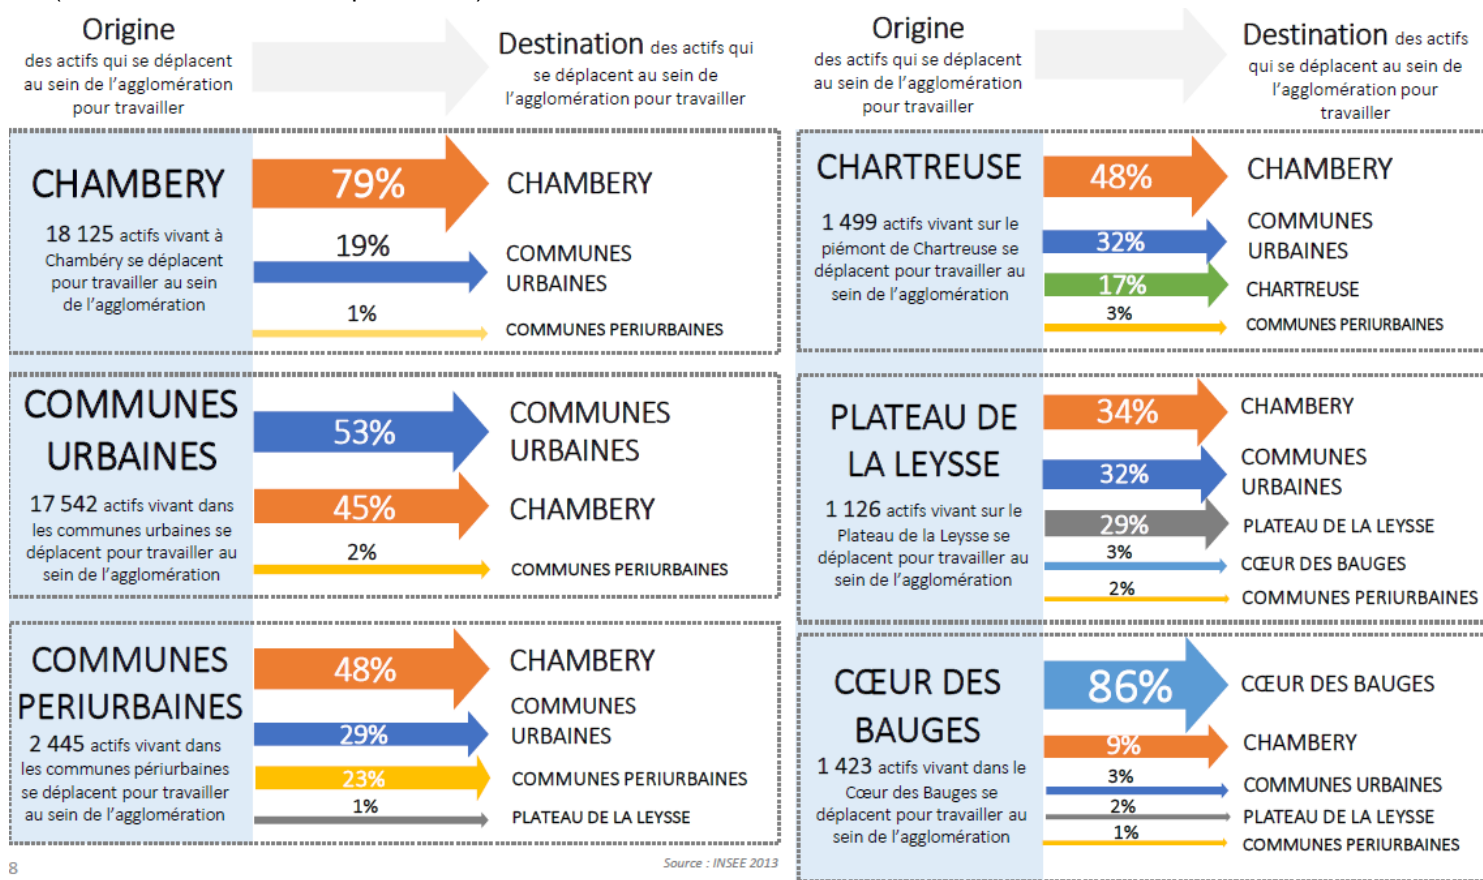 Origine
des actifs qui se déplacent
au sein de l'agglomération
pour travailler
Destination des actifs qui
se déplacent au sein de
l'agglomération pour travailler
CHAMBERY
18 125 actifs vivant à
Chambéry se déplacent
pour travailler au sein
de l'agglomération
79%
CHAMBERY
19%
COMMUNES
URBAINES
1%
COMMUNES PERIURBAINES
COMMUNES
URBAINES
17 542 actifs vivant dans
les communes urbaines se
déplacent pour travailler au
sein de l'agglomération
53%
COMMUNES
URBAINES
45%
CHAMBERY
2%
COMMUNES PERIURBAINES
COMMUNES
PERIURBAINES
2 445 actifs vivant dans
les communes périurbaines
se déplacent pour travailler
au sein de l'agglomération
48%
CHAMBERY
29%
COMMUNES
URBAINES
23%
COMMUNES PERIURBAINES
1%
PLATEAU DE LA LEYSSE
8
Source : INSEE 2013
Origine
des actifs qui se déplacent
au sein de l'agglomération
pour travailler
Destination des actifs
qui se déplacent au sein de
l'agglomération pour
travailler
CHARTREUSE
1 499 actifs vivant sur le
piémont de Chartreuse se
déplacent pour travailler au
sein de l'agglomération
48%
CHAMBERY
32%
COMMUNES
URBAINES
17%
CHARTREUSE
3%
COMMUNES PERIURBAINES
PLATEAU DE
LA LEYSSE
1 126 actifs vivant sur le
Plateau de la Leysse se
déplacent pour travailler au
sein de l'agglomération
34%
CHAMBERY
32%
COMMUNES
URBAINES
29%
PLATEAU DE LA LEYSSE
3%
CŒUR DES BAUGES
2%
COMMUNES PERIURBAINES
CŒUR DES
BAUGES
1 423 actifs vivant dans le
Cœur des Bauges se
déplacent pour travailler au
sein de l'agglomération
86%
CŒUR DES BAUGES
9%
CHAMBERY
3%
COMMUNES URBAINES
2%
PLATEAU DE LA LEYSSE
1%
COMMUNES PERIURBAINES